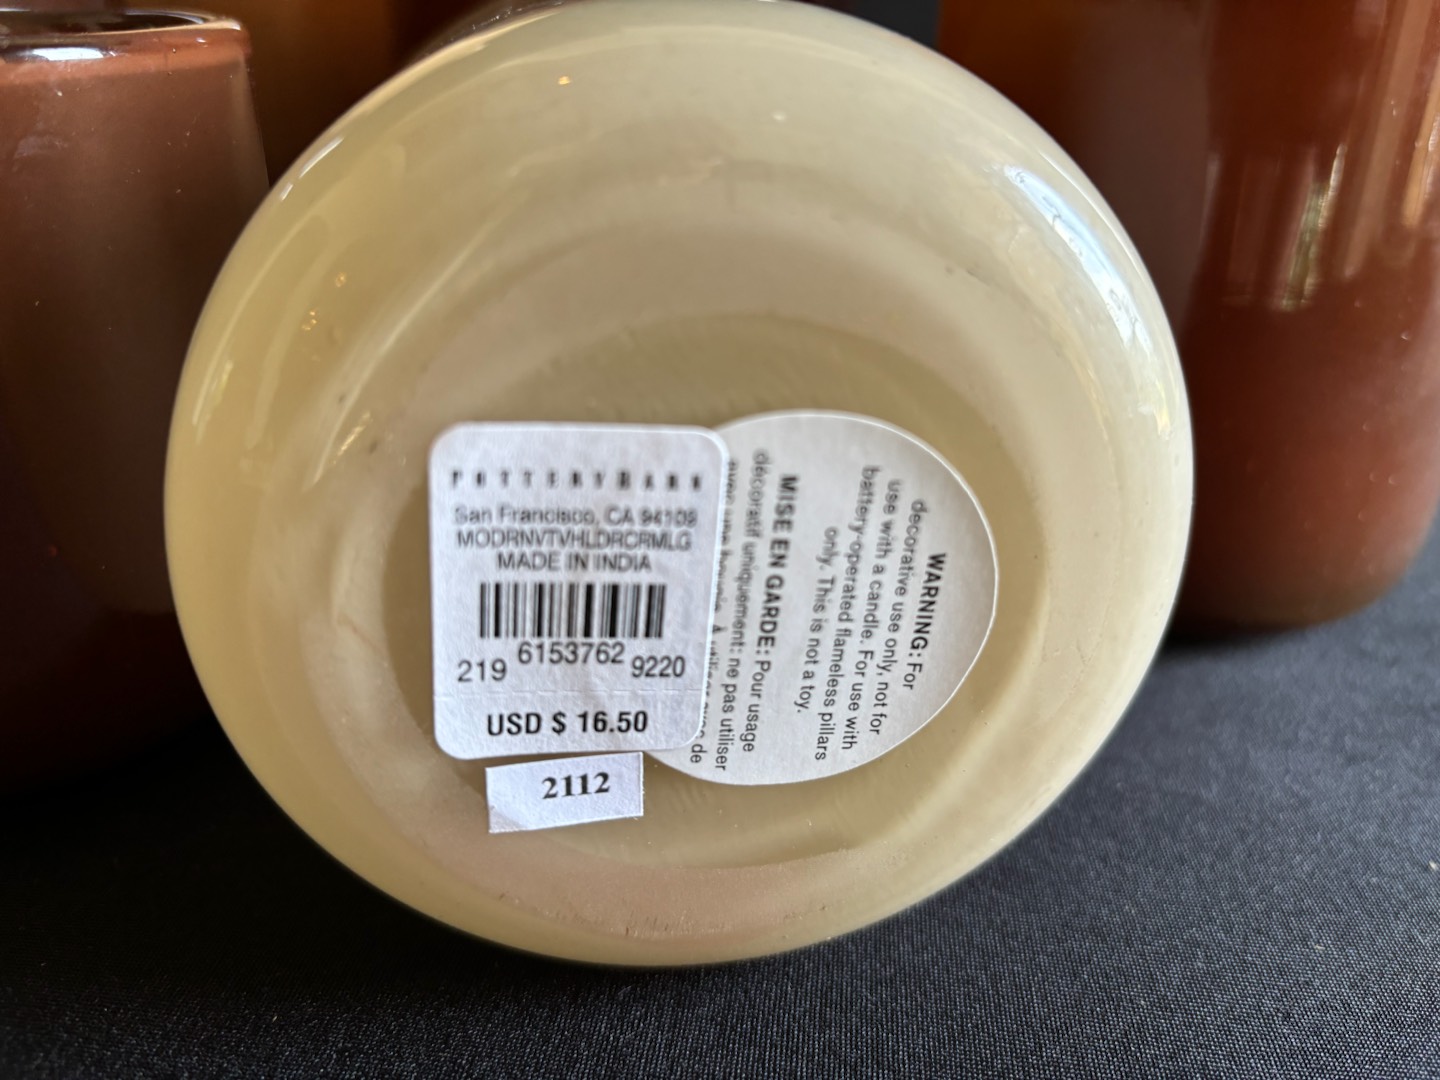 POTTERYBARN
San Francisco, CA 94109
MODRNVTVHLDRCRMLG
MADE IN INDIA
219 6153762 9220
USD $ 16.50
2112
WARNING: For
decorative use only, not for
use with a candle. For use with
battery-operated flameless pillars
only. This is not a toy.
MISE EN GARDE: Pour usage
décoratif uniquement: ne pas utiliser
de